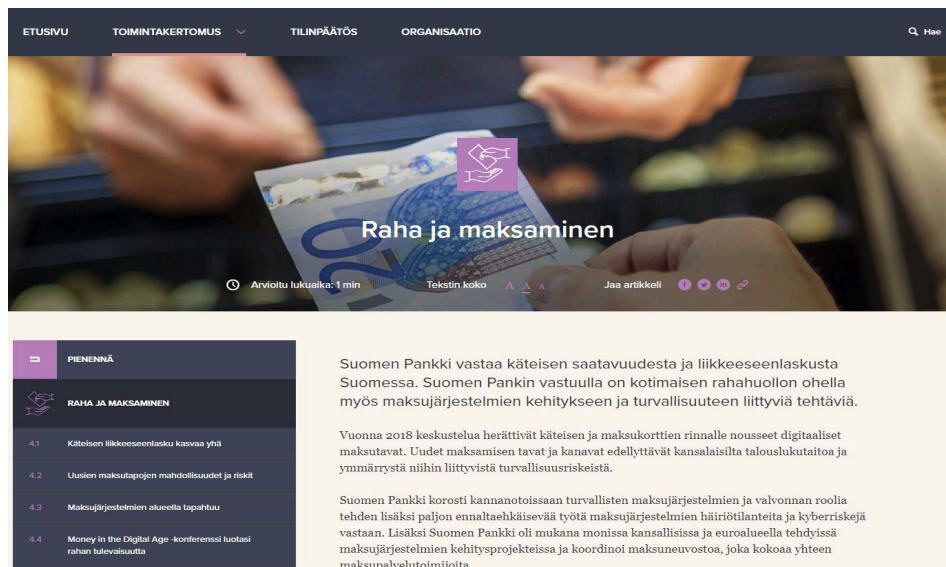 ETUSIVU TOIMINTAKERTOMUS TILINPÄÄTÖS ORGANISAATIO Hae
20
Raha ja maksaminen
Arvioitu lukuaika: 1 min Tekstin koko A A A Jaa artikkeli
PIENENNÄ
RAHA JA MAKSAMINEN
4.1 Käteisen liikkeeseenlasku kasvaa yhä
4.2 Uusien maksutapojen mahdollisuudet ja riskit
4.3 Maksujärjestelmien alueella tapahtuu
4.4 Money in the Digital Age -konferenssi luotasi
rahan tulevaisuutta
Suomen Pankki vastaa käteisen saatavuudesta ja liikkeeseenlaskusta
Suomessa. Suomen Pankin vastuulla on kotimaisen rahahuollon ohella
myös maksujärjestelmien kehitykseen ja turvallisuuteen liittyviä tehtäviä.
Vuonna 2018 keskustelua herättivät käteisen ja maksukorttien rinnalle nousseet digitaaliset
maksutavat. Uudet maksamisen tavat ja kanavat edellyttävät kansalaisilta talouslukutaitoa ja
ymmärrystä niihin liittyvistä turvallisuusriskeistä.
Suomen Pankki korosti kannanotoissaan turvallisten maksujärjestelmien ja valvonnan roolia
tehden lisäksi paljon ennaltaehkäisevää työtä maksujärjestelmien häiriötilanteita ja kyberriskejä
vastaan. Lisäksi Suomen Pankki oli mukana monissa kansallisissa ja euroalueella tehdyissä
maksujärjestelmien kehitysprojekteissa ja koordinoi maksuneuvostoa, joka kokoaa yhteen
maksupalvelutoimijoita.